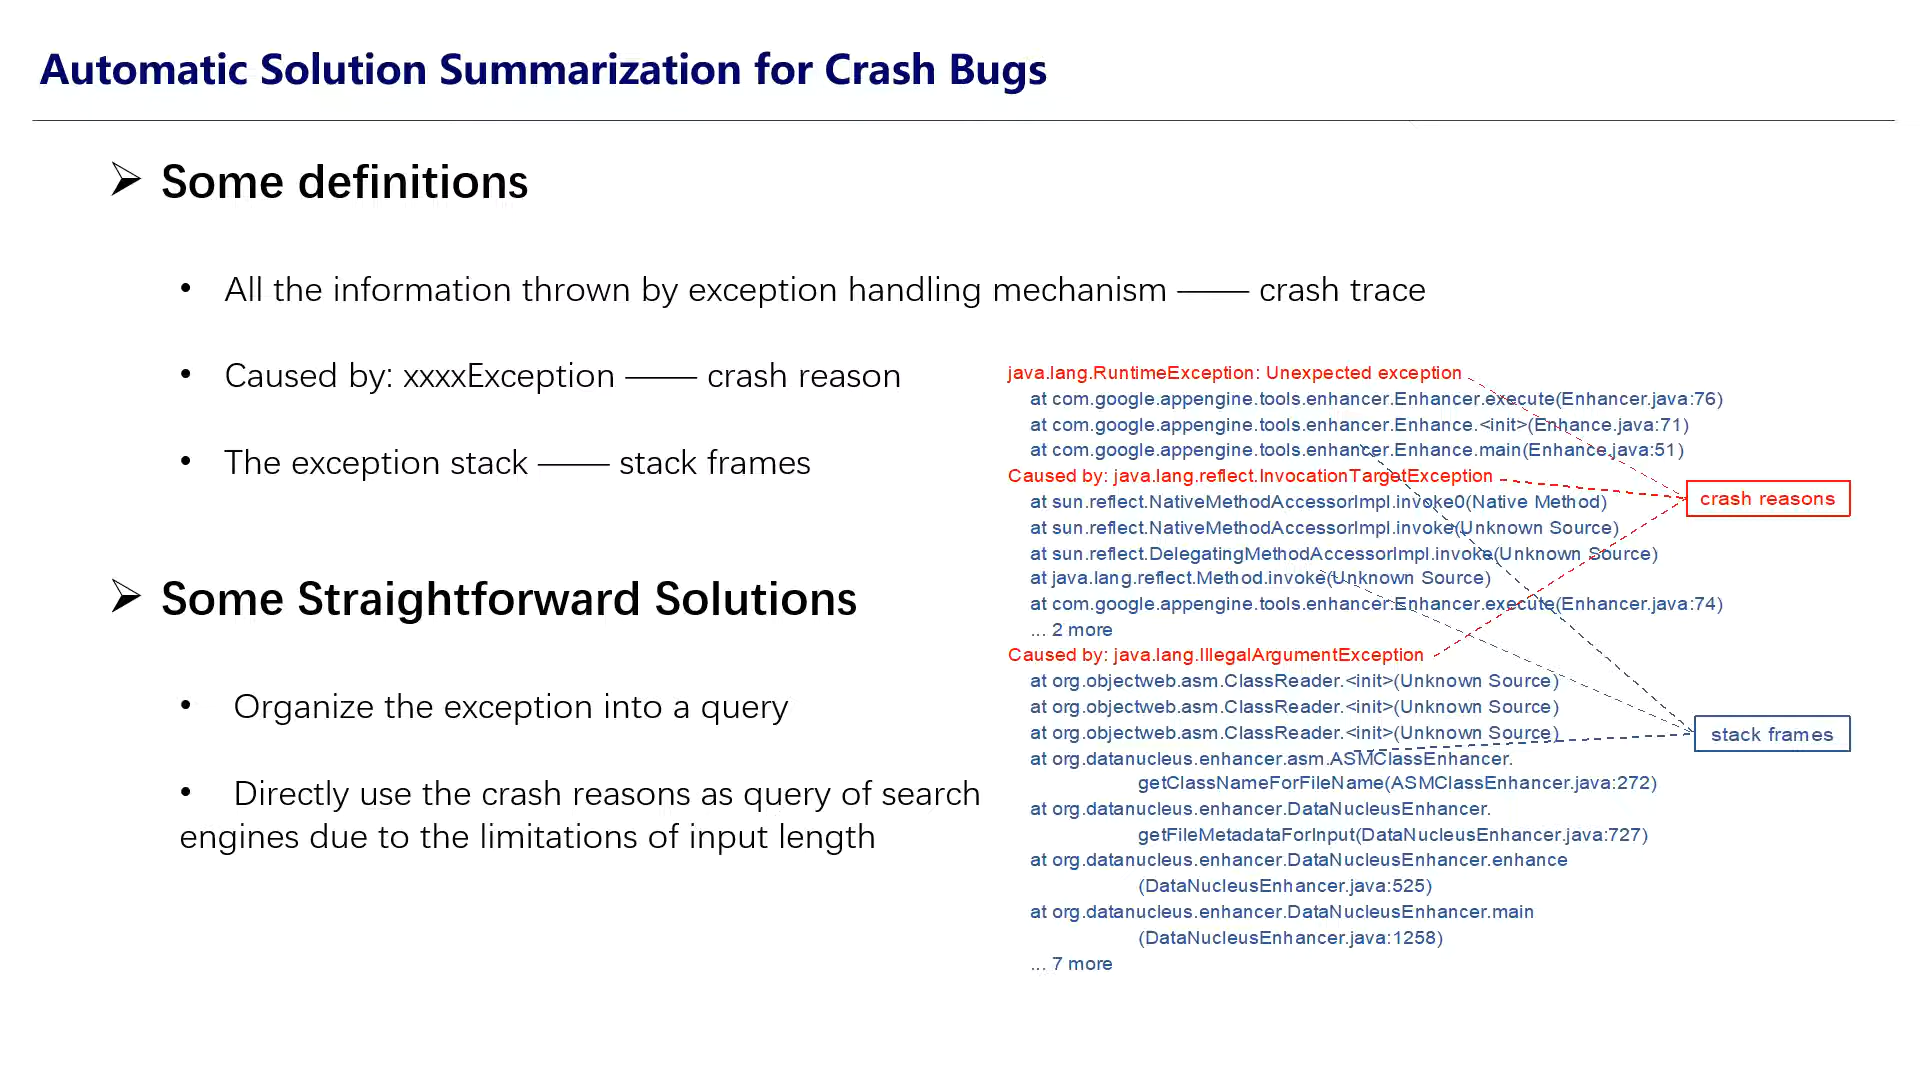 Automatic Solution Summarization for Crash Bugs
Some definitions
• All the information thrown by exception handling mechanism —— crash trace
• Caused by: xxxxException —— crash reason
• The exception stack —— stack frames
Some Straightforward Solutions
• Organize the exception into a query
• Directly use the crash reasons as query of search
engines due to the limitations of input length
java.lang.RuntimeException: Unexpected exception
at com.google.appengine.tools.enhancer.Enhancer.execute(Enhancer.java:76)
at com.google.appengine.tools.enhancer.Enhance.<init>(Enhance.java:71)
at com.google.appengine.tools.enhancer.Enhance.main(Enhance.java:51)
Caused by: java.lang.reflect.InvocationTargetException
at sun.reflect.NativeMethodAccessorImpl.invoke0(Native Method)
at sun.reflect.NativeMethodAccessorImpl.invoke(Unknown Source)
at sun.reflect.DelegatingMethodAccessorImpl.invoke(Unknown Source)
at java.lang.reflect.Method.invoke(Unknown Source)
at com.google.appengine.tools.enhancer.Enhancer.execute(Enhancer.java:74)
... 2 more
Caused by: java.lang.IllegalArgumentException
at org.objectweb.asm.ClassReader.<init>(Unknown Source)
at org.objectweb.asm.ClassReader.<init>(Unknown Source)
at org.objectweb.asm.ClassReader.<init>(Unknown Source)
at org.datanucleus.enhancer.asm.ASMClassEnhancer.
getClassNameForFileName(ASMClassEnhancer.java:272)
at org.datanucleus.enhancer.DataNucleusEnhancer.
getFileMetadataForInput(DataNucleusEnhancer.java:727)
at org.datanucleus.enhancer.DataNucleusEnhancer.enhance
(DataNucleusEnhancer.java:525)
at org.datanucleus.enhancer.DataNucleusEnhancer.main
(DataNucleusEnhancer.java:1258)
... 7 more
crash reasons
stack frames